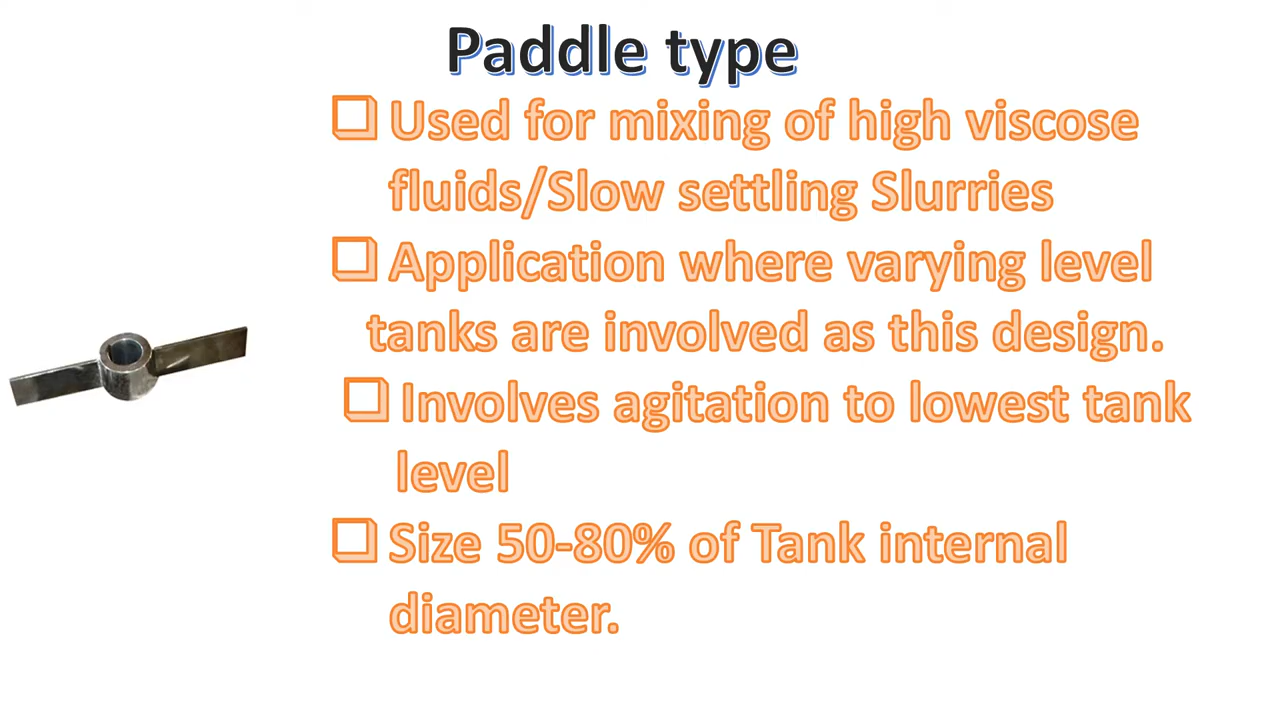 Paddle type
❑ Used for mixing of high viscose
fluids/Slow settling Slurries
❑ Application where varying level
tanks are involved as this design.
❑ Involves agitation to lowest tank
level
❑ Size 50-80% of Tank internal
diameter.